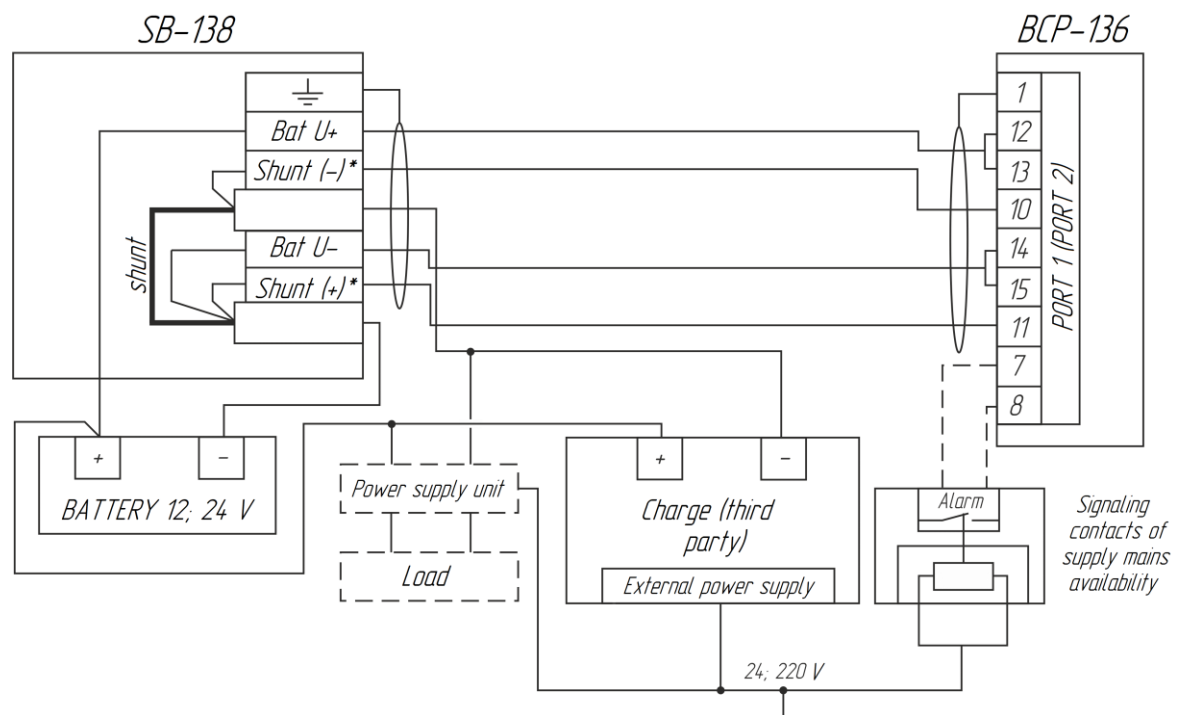 SB-138
BCP-136
Bat U+
Shunt (-)*
Bat U-
Shunt (+)*
shunt
1
12
13
10
14
15
11
7
8
PORT 1 (PORT 2)
+
-
BATTERY 12; 24 V
Power supply unit
Load
+
-
Charge (third
party)
External power supply
Alarm
Signaling
contacts of
supply mains
availability
24; 220 V